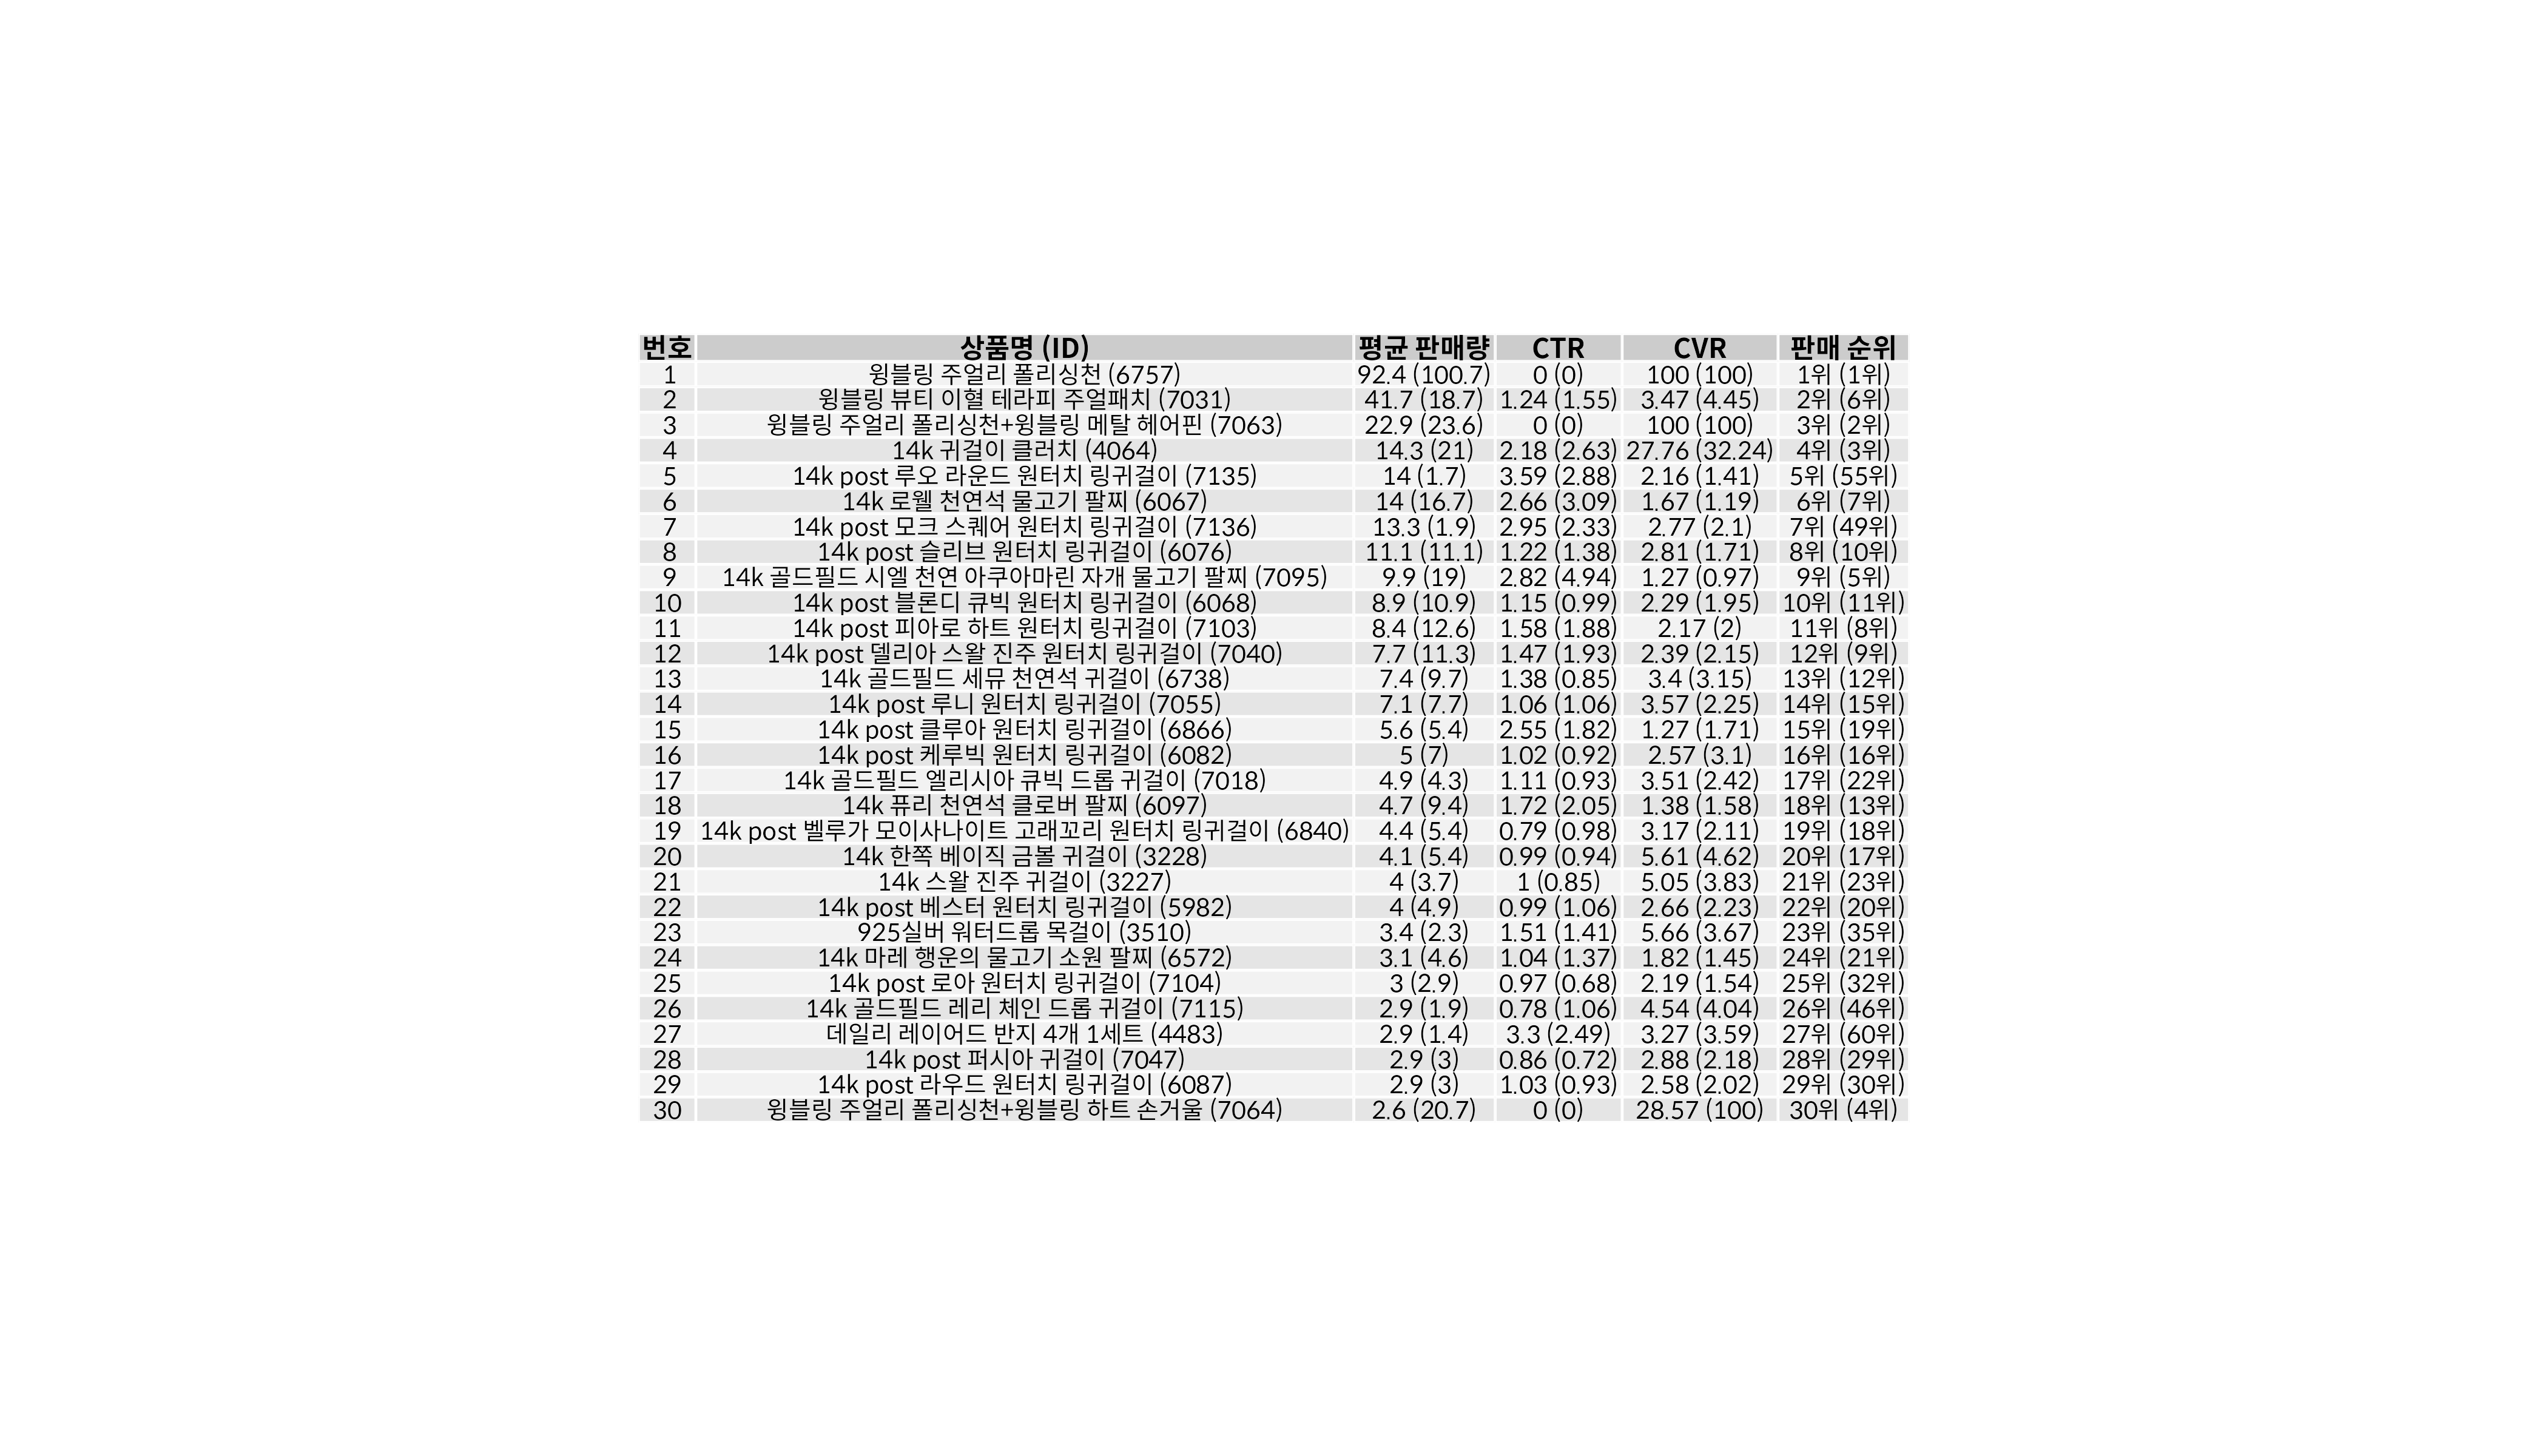 번호 상품명 (ID) 평균 판매량 CTR CVR 판매 순위
1 윙블링 주얼리 폴리싱천 (6757) 92.4 (100.7) 0 (0) 100 (100) 1위 (1위)
2 윙블링 뷰티 이혈 테라피 주얼패치 (7031) 41.7 (18.7) 1.24 (1.55) 3.47 (4.45) 2위 (6위)
3 윙블링 주얼리 폴리싱천+윙블링 메탈 헤어핀 (7063) 22.9 (23.6) 0 (0) 100 (100) 3위 (2위)
4 14k 귀걸이 클러치 (4064) 14.3 (21) 2.18 (2.63) 27.76 (32.24) 4위 (3위)
5 14k post 루오 라운드 원터치 링귀걸이 (7135) 14 (1.7) 3.59 (2.88) 2.16 (1.41) 5위 (55위)
6 14k 로웰 천연석 물고기 팔찌 (6067) 14 (16.7) 2.66 (3.09) 1.67 (1.19) 6위 (7위)
7 14k post 모크 스퀘어 원터치 링귀걸이 (7136) 13.3 (1.9) 2.95 (2.33) 2.77 (2.1) 7위 (49위)
8 14k post 슬리브 원터치 링귀걸이 (6076) 11.1 (11.1) 1.22 (1.38) 2.81 (1.71) 8위 (10위)
9 14k 골드필드 시엘 천연 아쿠아마린 자개 물고기 팔찌 (7095) 9.9 (19) 2.82 (4.94) 1.27 (0.97) 9위 (5위)
10 14k post 블론디 큐빅 원터치 링귀걸이 (6068) 8.9 (10.9) 1.15 (0.99) 2.29 (1.95) 10위 (11위)
11 14k post 피아로 하트 원터치 링귀걸이 (7103) 8.4 (12.6) 1.58 (1.88) 2.17 (2) 11위 (8위)
12 14k post 델리아 스왈 진주 원터치 링귀걸이 (7040) 7.7 (11.3) 1.47 (1.93) 2.39 (2.15) 12위 (9위)
13 14k 골드필드 세뮤 천연석 귀걸이 (6738) 7.4 (9.7) 1.38 (0.85) 3.4 (3.15) 13위 (12위)
14 14k post 루니 원터치 링귀걸이 (7055) 7.1 (7.7) 1.06 (1.06) 3.57 (2.25) 14위 (15위)
15 14k post 클루아 원터치 링귀걸이 (6866) 5.6 (5.4) 2.55 (1.82) 1.27 (1.71) 15위 (19위)
16 14k post 케루빅 원터치 링귀걸이 (6082) 5 (7) 1.02 (0.92) 2.57 (3.1) 16위 (16위)
17 14k 골드필드 엘리시아 큐빅 드롭 귀걸이 (7018) 4.9 (4.3) 1.11 (0.93) 3.51 (2.42) 17위 (22위)
18 14k 퓨리 천연석 클로버 팔찌 (6097) 4.7 (9.4) 1.72 (2.05) 1.38 (1.58) 18위 (13위)
19 14k post 벨루가 모이사나이트 고래꼬리 원터치 링귀걸이 (6840) 4.4 (5.4) 0.79 (0.98) 3.17 (2.11) 19위 (18위)
20 14k 한쪽 베이직 금볼 귀걸이 (3228) 4.1 (5.4) 0.99 (0.94) 5.61 (4.62) 20위 (17위)
21 14k 스왈 진주 귀걸이 (3227) 4 (3.7) 1 (0.85) 5.05 (3.83) 21위 (23위)
22 14k post 베스터 원터치 링귀걸이 (5982) 4 (4.9) 0.99 (1.06) 2.66 (2.23) 22위 (20위)
23 925실버 워터드롭 목걸이 (3510) 3.4 (2.3) 1.51 (1.41) 5.66 (3.67) 23위 (35위)
24 14k 마레 행운의 물고기 소원 팔찌 (6572) 3.1 (4.6) 1.04 (1.37) 1.82 (1.45) 24위 (21위)
25 14k post 로아 원터치 링귀걸이 (7104) 3 (2.9) 0.97 (0.68) 2.19 (1.54) 25위 (32위)
26 14k 골드필드 레리 체인 드롭 귀걸이 (7115) 2.9 (1.9) 0.78 (1.06) 4.54 (4.04) 26위 (46위)
27 데일리 레이어드 반지 4개 1세트 (4483) 2.9 (1.4) 3.3 (2.49) 3.27 (3.59) 27위 (60위)
28 14k post 퍼시아 귀걸이 (7047) 2.9 (3) 0.86 (0.72) 2.88 (2.18) 28위 (29위)
29 14k post 라우드 원터치 링귀걸이 (6087) 2.9 (3) 1.03 (0.93) 2.58 (2.02) 29위 (30위)
30 윙블링 주얼리 폴리싱천+윙블링 하트 손거울 (7064) 2.6 (20.7) 0 (0) 28.57 (100) 30위 (4위)